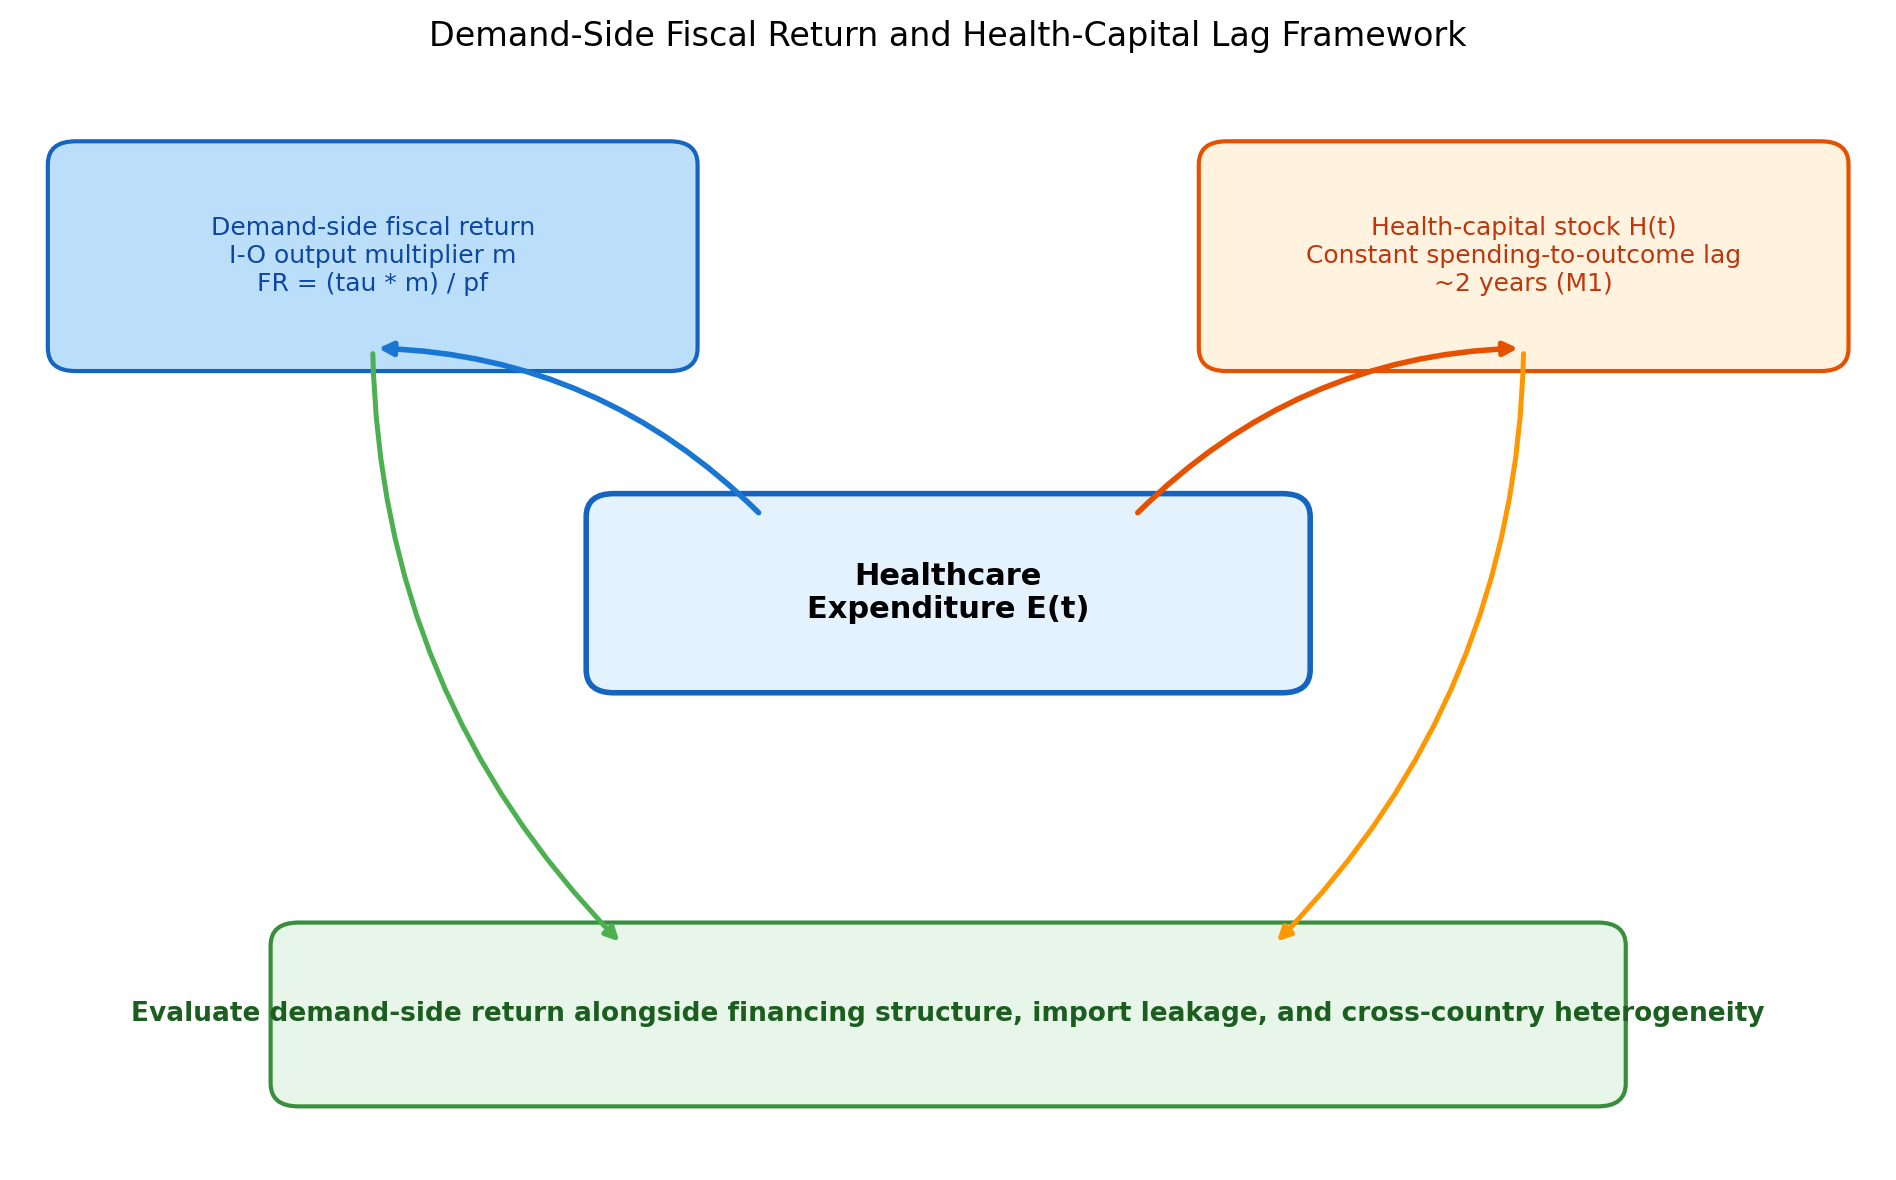 Demand-Side Fiscal Return and Health-Capital Lag Framework
Demand-side fiscal return
I-O output multiplier m
FR = (tau * m) / pf
Health-capital stock H(t)
Constant spending-to-outcome lag
~2 years (M1)
Healthcare
Expenditure E(t)
Evaluate demand-side return alongside financing structure, import leakage, and cross-country heterogeneity